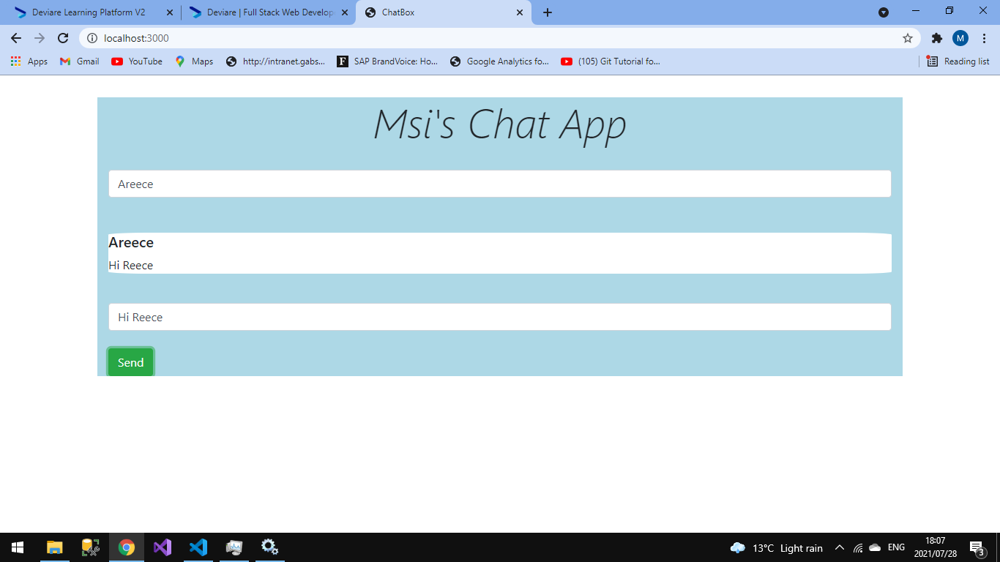 Deviare Learning Platform V2
Deviare | Full Stack Web Develop
ChatBox
localhost:3000
M
Apps
Gmail
YouTube
Maps
http://intranet.gabs...
F
SAP BrandVoice: Ho...
Google Analytics fo...
(105) Git Tutorial fo...
Reading list
Msi's Chat App
Areece
Areece
Hi Reece
Hi Reece
Send
13°C Light rain
ENG
18:07
2021/07/28
3